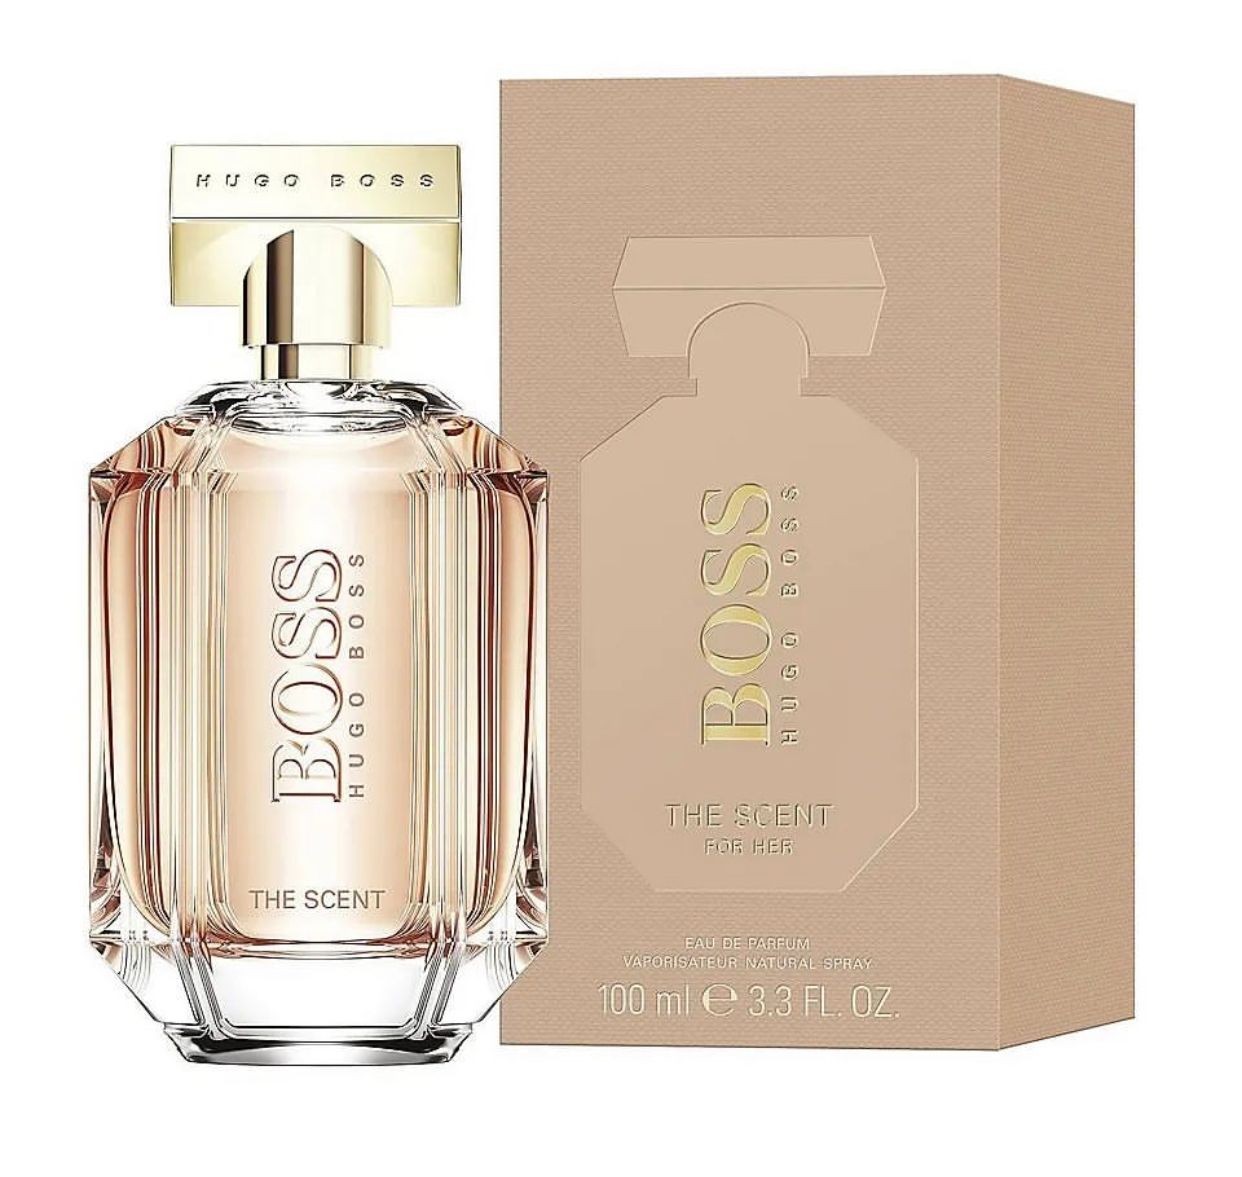 HUGO BOSS
BOSS
HUGO BOSS
THE SCENT
BOSS
HUGO BOSS
THE SCENT
FOR HER
EAU DE PARFUM
VAPORISATEUR NATURAL SPRAY
100 ml ℮ 3.3 FL. OZ.